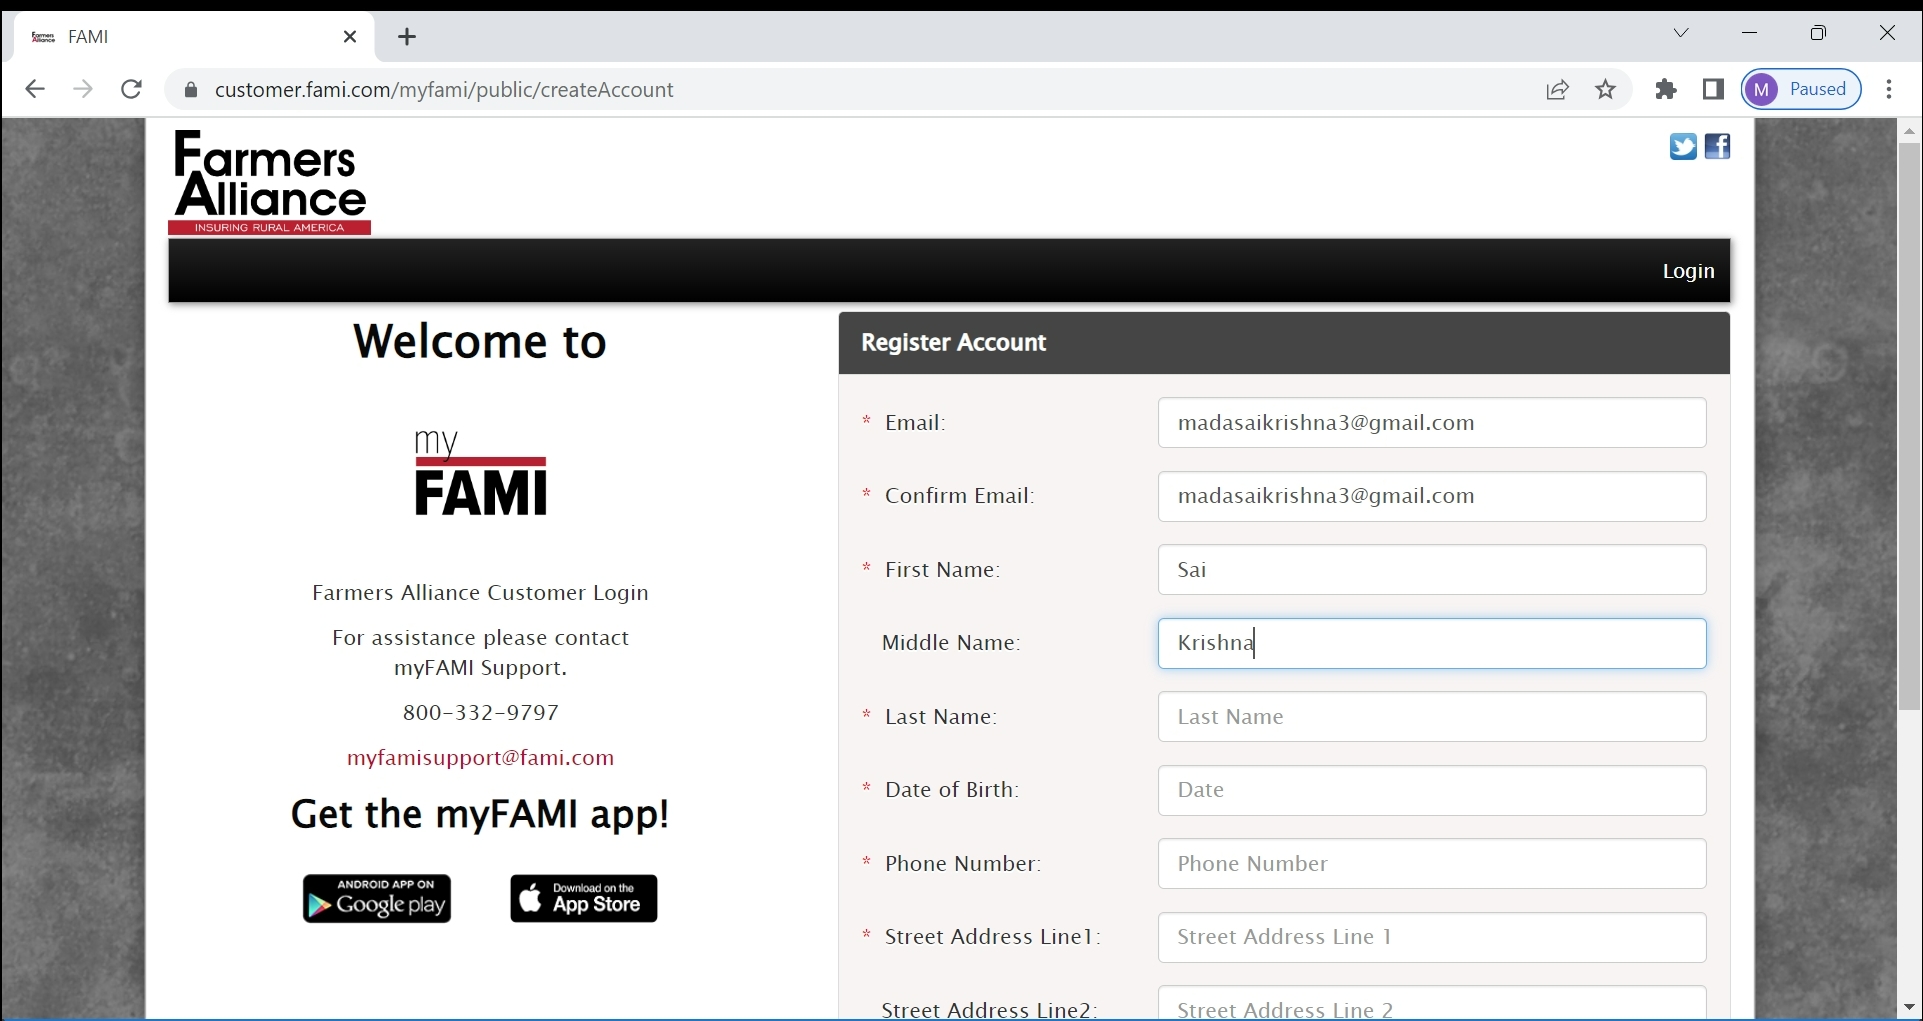 Farmers
Alliance
FAMI
customer.fami.com/myfami/public/createAccount
M
Paused
Farmers
Alliance
INSURING RURAL AMERICA
Login
Welcome to
my
FAMI
Farmers Alliance Customer Login
For assistance please contact
myFAMI Support.
800-332-9797
myfamisupport@fami.com
Get the myFAMI app!
ANDROID APP ON
Google play
Download on the
App Store
Register Account
* Email: madasaikrishna3@gmail.com
* Confirm Email: madasaikrishna3@gmail.com
* First Name: Sai
Middle Name: Krishna
* Last Name: Last Name
* Date of Birth: Date
* Phone Number: Phone Number
* Street Address Line1: Street Address Line 1
Street Address Line2: Street Address Line 2